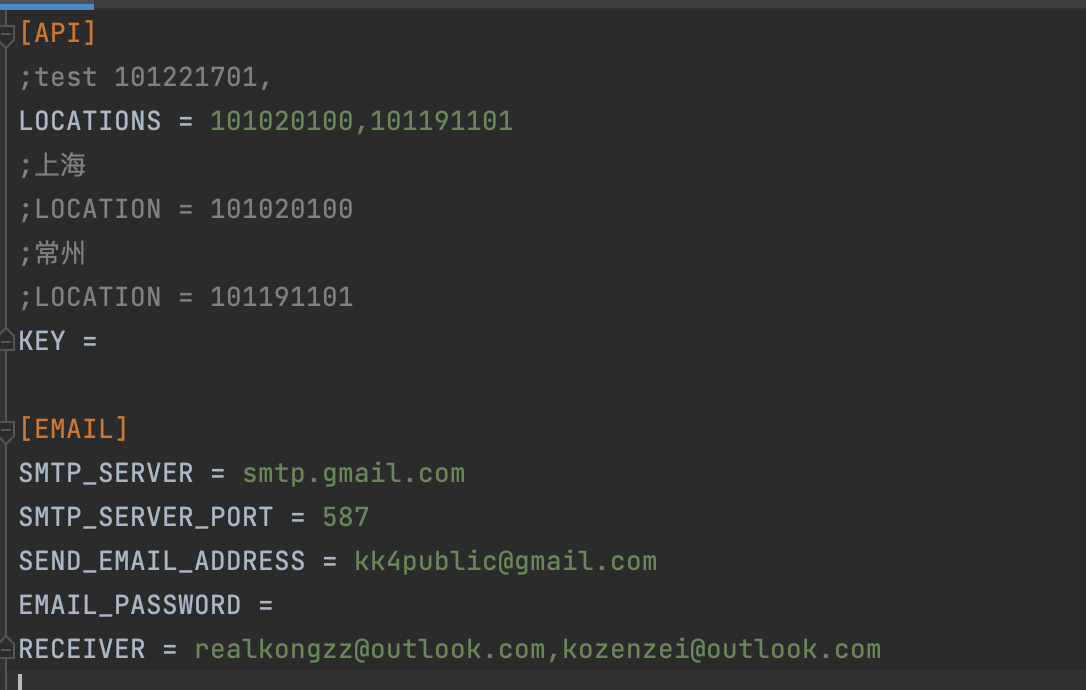 [API]
;test 101221701,
LOCATIONS = 101020100,101191101
;上海
;LOCATION = 101020100
;常州
;LOCATION = 101191101
KEY =
[EMAIL]
SMTP_SERVER = smtp.gmail.com
SMTP_SERVER_PORT = 587
SEND_EMAIL_ADDRESS = kk4public@gmail.com
EMAIL_PASSWORD =
RECEIVER = realkongzz@outlook.com,kozenzei@outlook.com